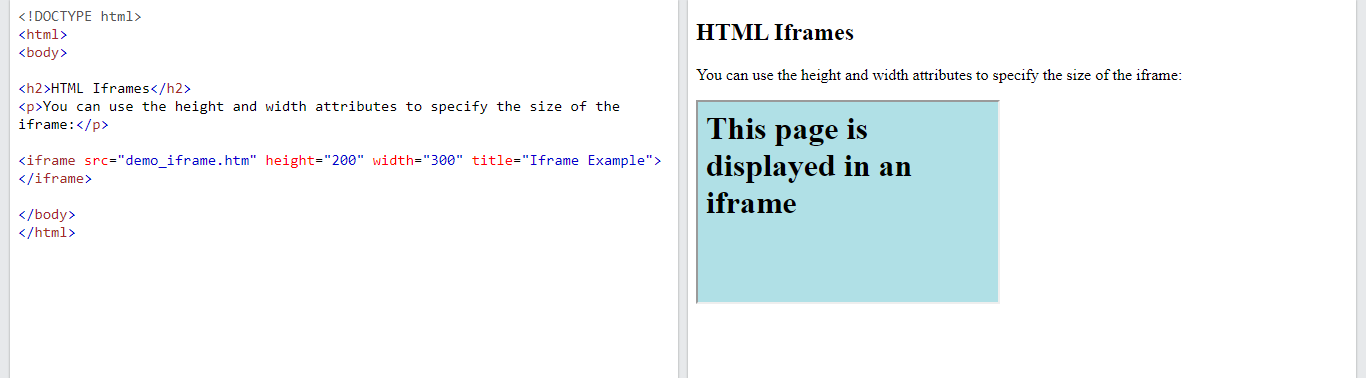 <!DOCTYPE html>
<html>
<body>
<h2>HTML Iframes</h2>
<p>You can use the height and width attributes to specify the size of the
iframe:</p>
<iframe src="demo_iframe.htm" height="200" width="300" title="Iframe Example">
</iframe>
</body>
</html>
HTML Iframes
You can use the height and width attributes to specify the size of the iframe:
This page is
displayed in an
iframe